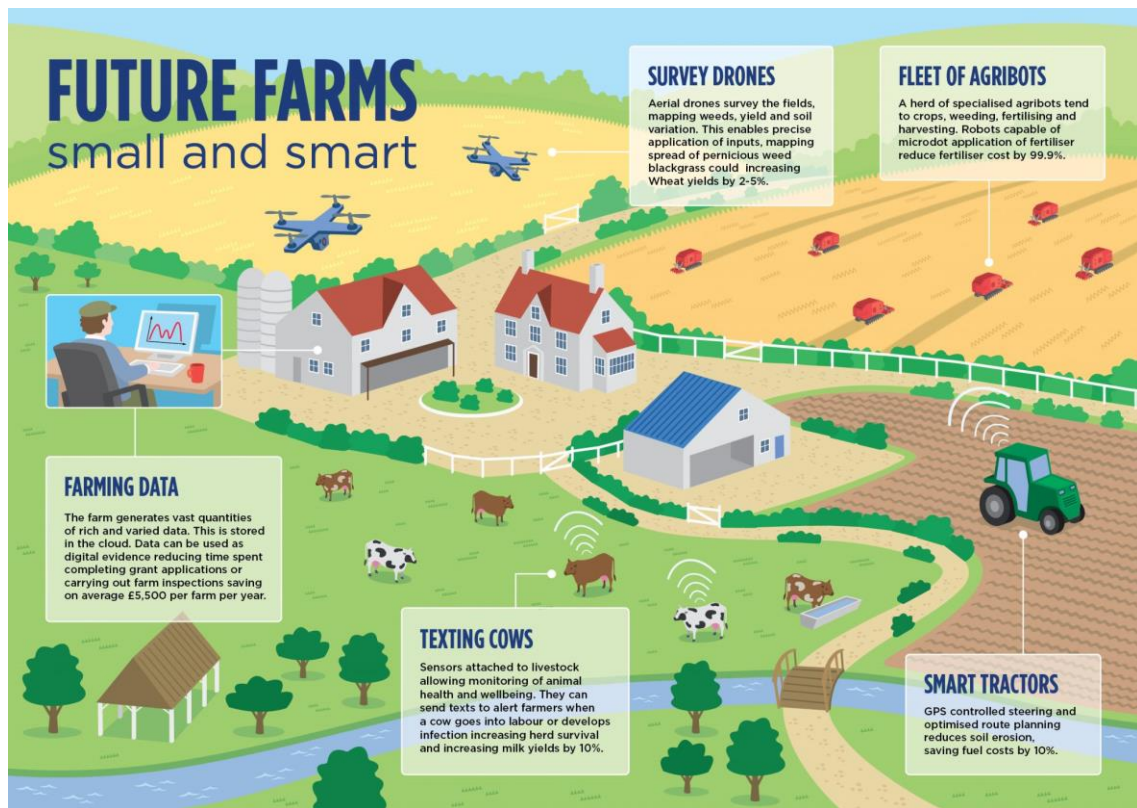 FUTURE FARMS
small and smart
SURVEY DRONES
Aerial drones survey the fields,
mapping weeds, yield and soil
variation. This enables precise
application of inputs, mapping
spread of pernicious weed
blackgrass could increasing
Wheat yields by 2-5%.
FLEET OF AGRIBOTS
A herd of specialised agribots tend
to crops, weeding, fertilising and
harvesting. Robots capable of
microdot application of fertiliser
reduce fertiliser cost by 99.9%.
FARMING DATA
The farm generates vast quantities
of rich and varied data. This is stored
in the cloud. Data can be used as
digital evidence reducing time spent
completing grant applications or
carrying out farm inspections saving
on average £5,500 per farm per year.
TEXTING COWS
Sensors attached to livestock
allowing monitoring of animal
health and wellbeing. They can
send texts to alert farmers when
a cow goes into labour or develops
infection increasing herd survival
and increasing milk yields by 10%.
SMART TRACTORS
GPS controlled steering and
optimised route planning
reduces soil erosion,
saving fuel costs by 10%.